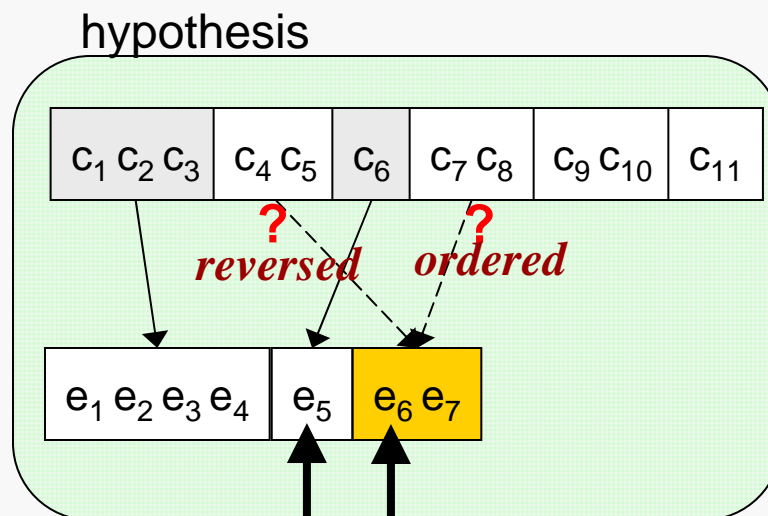 hypothesis
c₁ c₂ c₃ c₄ c₅ c₆ c₇ c₈ c₉ c₁₀ c₁₁
? ?
reversed ordered
e₁ e₂ e₃ e₄ e₅ e₆ e₇